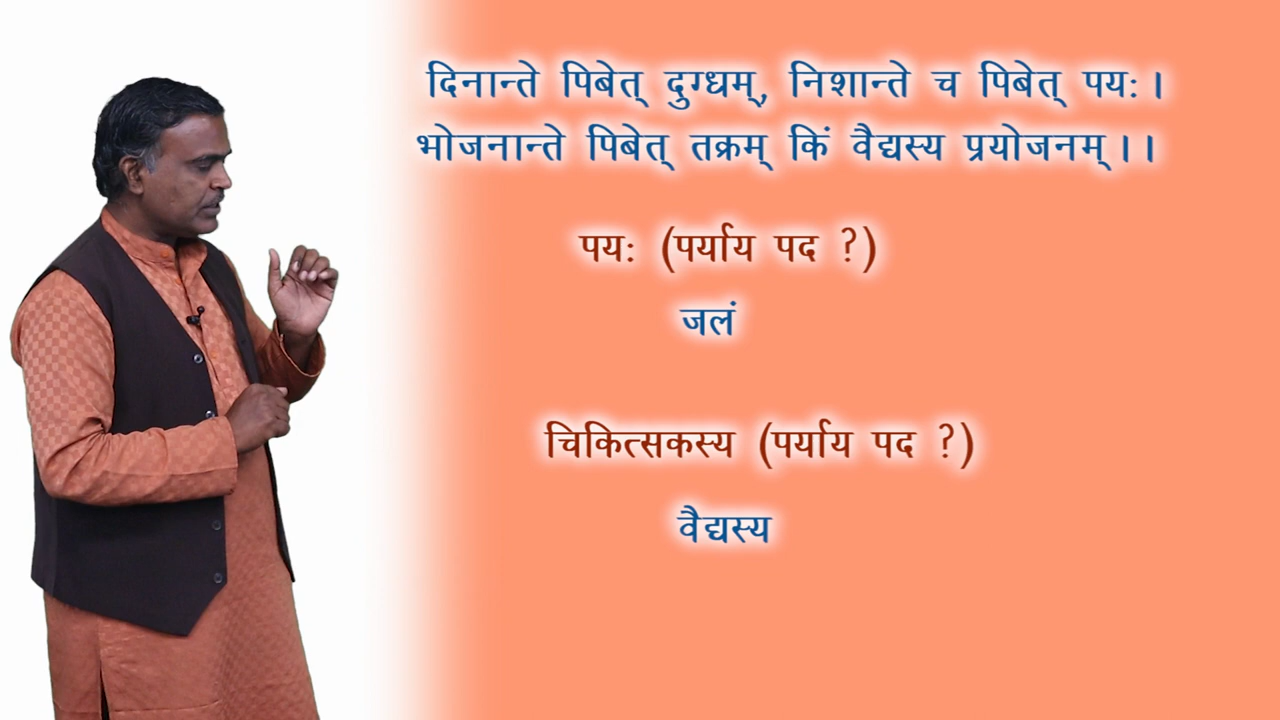 दिनान्ते पिबेत् दुग्धम्, निशान्ते च पिबेत् पयः।
भोजनान्ते पिबेत् तक्रम् किं वैद्यस्य प्रयोजनम्।।
पयः (पर्याय पद ?)
जलं
चिकित्सकस्य (पर्याय पद ?)
वैद्यस्य